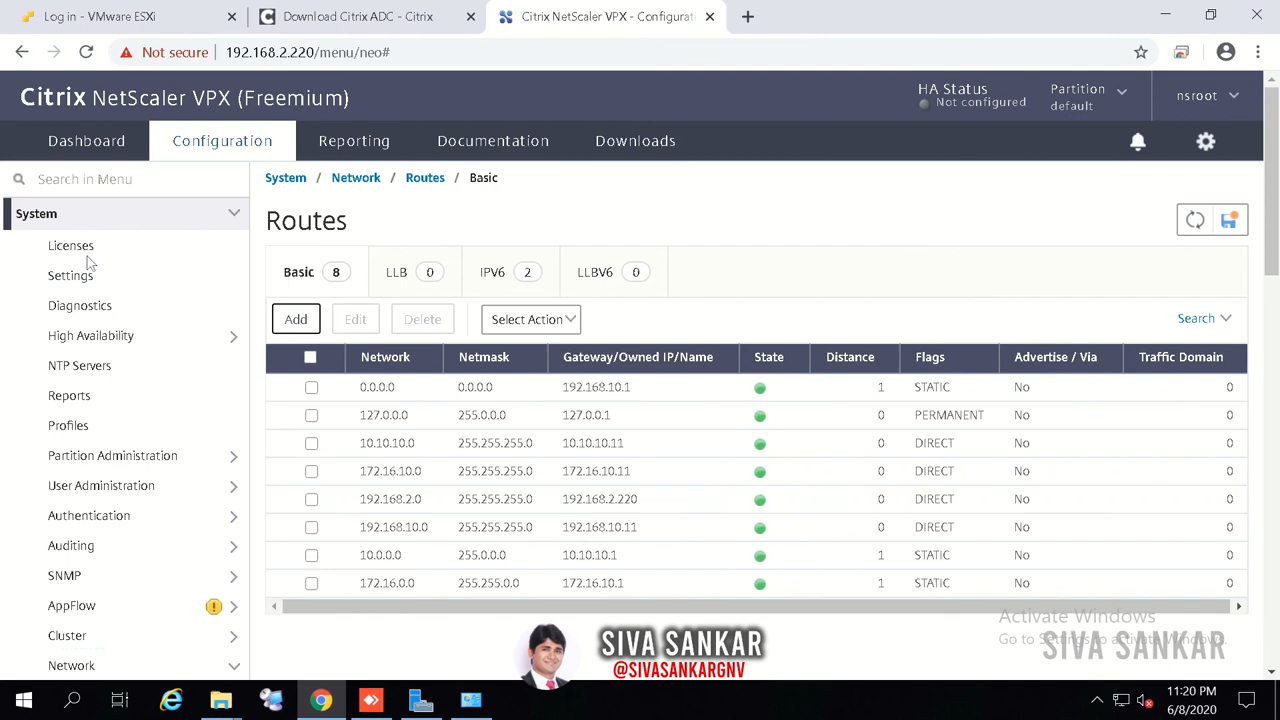 Log in - VMware ESXi
Download Citrix ADC - Citrix
Citrix NetScaler VPX - Configurati
Not secure 192.168.2.220/menu/neo#
Citrix NetScaler VPX (Freemium)
HA Status
Not configured
Partition
default
nsroot
Dashboard Configuration Reporting Documentation Downloads
Search in Menu
System
Licenses
Settings
Diagnostics
High Availability
NTP Servers
Reports
Profiles
Partition Administration
User Administration
Authentication
Auditing
SNMP
AppFlow
Cluster
Network
System / Network / Routes / Basic
Routes
Basic 8 LLB 0 IPV6 2 LLBV6 0
Add Edit Delete Select Action Search
Network Netmask Gateway/Owned IP/Name State Distance Flags Advertise / Via Traffic Domain
0.0.0.0 0.0.0.0 192.168.10.1 1 STATIC No 0
127.0.0.0 255.0.0.0 127.0.0.1 0 PERMANENT No 0
10.10.10.0 255.255.255.0 10.10.10.11 0 DIRECT No 0
172.16.10.0 255.255.255.0 172.16.10.11 0 DIRECT No 0
192.168.2.0 255.255.255.0 192.168.2.220 0 DIRECT No 0
192.168.10.0 255.255.255.0 192.168.10.11 0 DIRECT No 0
10.0.0.0 255.0.0.0 10.10.10.1 1 STATIC No 0
172.16.0.0 255.255.0.0 172.16.10.1 1 STATIC No 0
Activate Windows
Go to Settings to activate Windows.
SIVA SANKAR
SIVA SANKAR
@SIVASANKARGNV
11:20 PM
6/8/2020